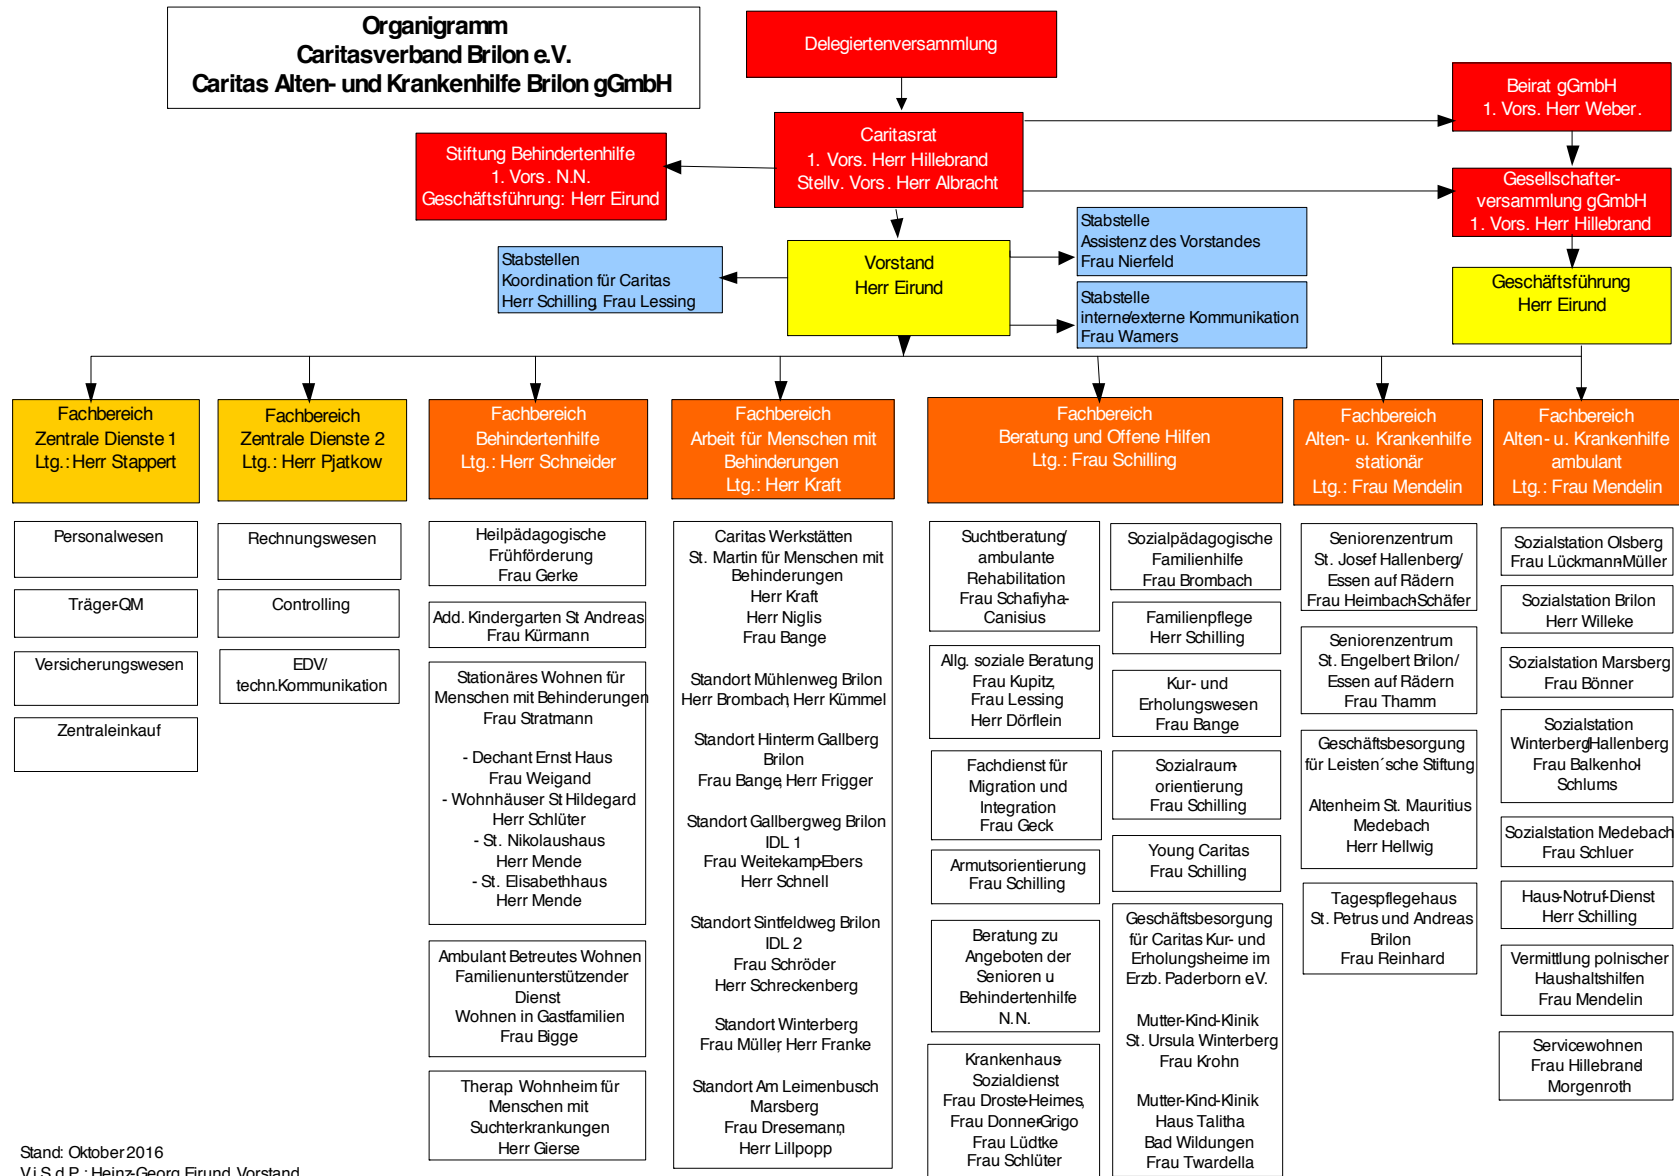 Organigramm
Caritasverband Brilon e.V.
Caritas Alten- und Krankenhilfe Brilon gGmbH
Delegiertenversammlung
Beirat gGmbH
1. Vors. Herr Weber.
Caritasrat
1. Vors. Herr Hillebrand
Stellv. Vors. Herr Albracht
Stiftung Behindertenhilfe
1. Vors. N.N.
Geschäftsführung: Herr Eirund
Gesellschafter-
versammlung gGmbH
1. Vors. Herr Hillebrand
Stabstellen
Koordination für Caritas
Herr Schilling, Frau Lessing
Vorstand
Herr Eirund
Stabstelle
Assistenz des Vorstandes
Frau Nierfeld
Stabstelle
interne/externe Kommunikation
Frau Wamers
Geschäftsführung
Herr Eirund
Fachbereich
Zentrale Dienste 1
Ltg.: Herr Stappert
Personalwesen
Träger-QM
Versicherungswesen
Zentraleinkauf
Fachbereich
Zentrale Dienste 2
Ltg.: Herr Pjatkow
Rechnungswesen
Controlling
EDV/
techn.Kommunikation
Fachbereich
Behindertenhilfe
Ltg.: Herr Schneider
Heilpädagogische
Frühförderung
Frau Gerke
Add. Kindergarten St Andreas
Frau Kürmann
Stationäres Wohnen für
Menschen mit Behinderungen
Frau Stratmann
- Dechant Ernst Haus
Frau Weigand
- Wohnhäuser St Hildegard
Herr Schlüter
- St. Nikolaushaus
Herr Mende
- St. Elisabethhaus
Herr Mende
Ambulant Betreutes Wohnen
Familienunterstützender
Dienst
Wohnen in Gastfamilien
Frau Bigge
Therap. Wohnheim für
Menschen mit
Suchterkrankungen
Herr Gierse
Fachbereich
Arbeit für Menschen mit
Behinderungen
Ltg.: Herr Kraft
Caritas Werkstätten
St. Martin für Menschen mit
Behinderungen
Herr Kraft
Herr Niglis
Frau Bange
Standort Mühlenweg Brilon
Herr Brombach, Herr Kümmel
Standort Hinterm Gallberg
Brilon
Frau Bange, Herr Frigger
Standort Gallbergweg Brilon
IDL 1
Frau Weitekamp-Ebers
Herr Schnell
Standort Sintfeldweg Brilon
IDL 2
Frau Schröder
Herr Schreckenberg
Standort Winterberg
Frau Müller, Herr Franke
Standort Am Leimenbusch
Marsberg
Frau Dresemann,
Herr Lillpopp
Fachbereich
Beratung und Offene Hilfen
Ltg.: Frau Schilling
Suchtberatung/
ambulante
Rehabilitation
Frau Schafiyha-
Canisius
Allg. soziale Beratung
Frau Kupitz,
Frau Lessing
Herr Dörflein
Fachdienst für
Migration und
Integration
Frau Geck
Armutsorientierung
Frau Schilling
Beratung zu
Angeboten der
Senioren u
Behindertenhilfe
N.N.
Krankenhaus-
Sozialdienst
Frau Droste-Heimes,
Frau Donner-Grigo
Frau Lüdtke
Frau Schlüter
Sozialpädagogische
Familienhilfe
Frau Brombach
Familienpflege
Herr Schilling
Kur- und
Erholungswesen
Frau Bange
Sozialraum-
orientierung
Frau Schilling
Young Caritas
Frau Schilling
Geschäftsbesorgung
für Caritas Kur- und
Erholungsheime im
Erzb. Paderborn e.V.
Mutter-Kind-Klinik
St. Ursula Winterberg
Frau Krohn
Mutter-Kind-Klinik
Haus Talitha
Bad Wildungen
Frau Twardella
Fachbereich
Alten- u. Krankenhilfe
stationär
Ltg.: Frau Mendelin
Seniorenzentrum
St. Josef Hallenberg/
Essen auf Rädern
Frau Heimbach-Schäfer
Seniorenzentrum
St. Engelbert Brilon/
Essen auf Rädern
Frau Thamm
Geschäftsbesorgung
für Leisten´sche Stiftung
Altenheim St. Mauritius
Medebach
Herr Hellwig
Tagespflegehaus
St. Petrus und Andreas
Brilon
Frau Reinhard
Fachbereich
Alten- u. Krankenhilfe
ambulant
Ltg.: Frau Mendelin
Sozialstation Olsberg
Frau Lückmann-Müller
Sozialstation Brilon
Herr Willeke
Sozialstation Marsberg
Frau Bönner
Sozialstation
Winterberg/Hallenberg
Frau Balkenhol-
Schlums
Sozialstation Medebach
Frau Schluer
Haus-Notruf-Dienst
Herr Schilling
Vermittlung polnischer
Haushaltshilfen
Frau Mendelin
Servicewohnen
Frau Hillebrand-
Morgenroth
Stand: Oktober 2016
V.i.S.d.P.: Heinz-Georg Eirund, Vorstand